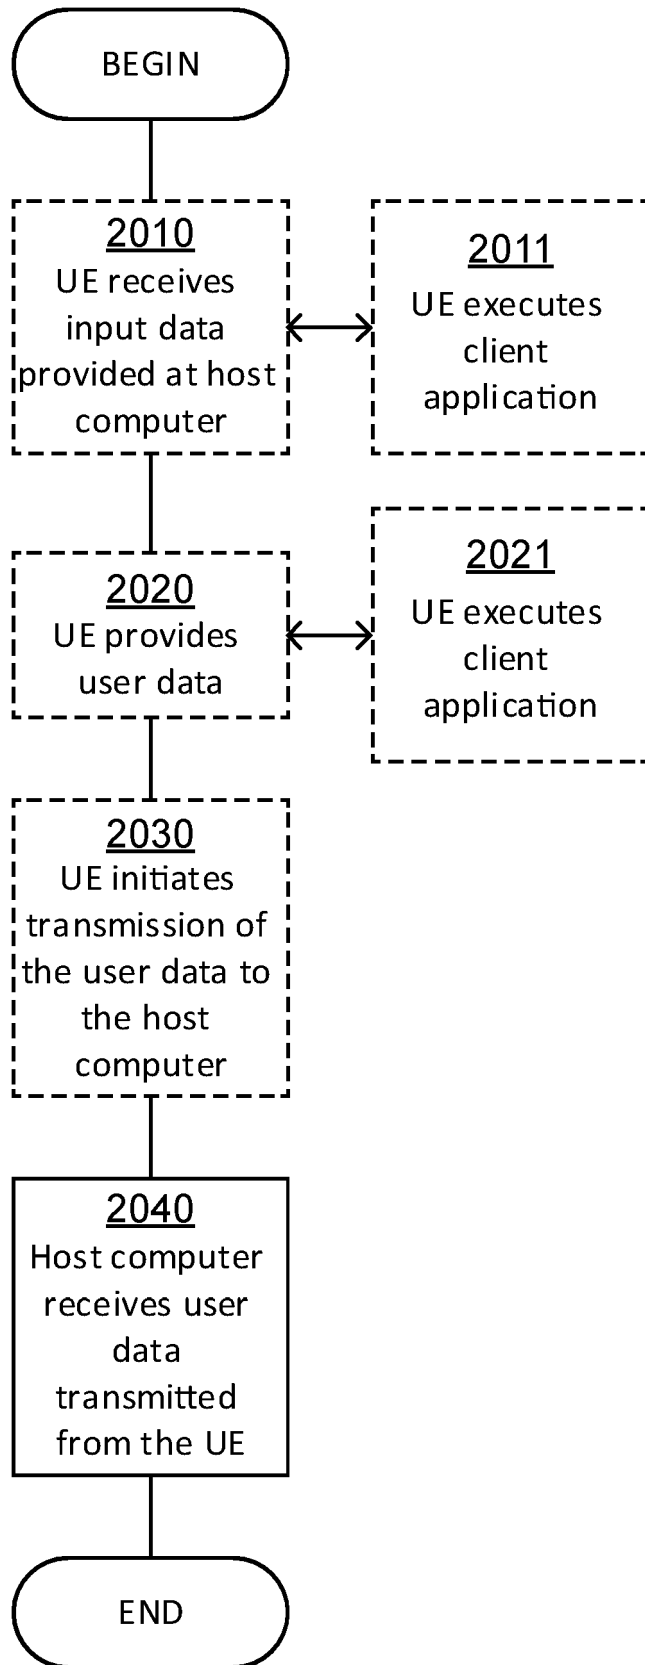 BEGIN
2010
UE receives
input data
provided at host
computer
2011
UE executes
client
application
2020
UE provides
user data
2021
UE executes
client
application
2030
UE initiates
transmission of
the user data to
the host
computer
2040
Host computer
receives user
data
transmitted
from the UE
END